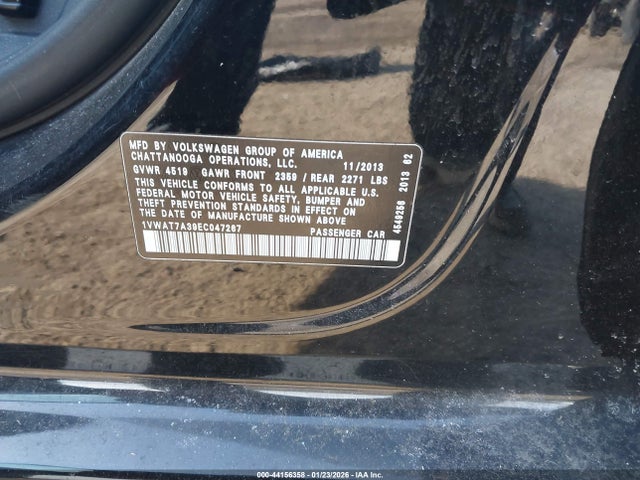 MFD BY VOLKSWAGEN GROUP OF AMERICA
CHATTANOOGA OPERATIONS, LLC. 11/2013
GVWR 4519 GAWR FRONT 2359 / REAR 2271 LBS
THIS VEHICLE CONFORMS TO ALL APPLICABLE U.S.
FEDERAL MOTOR VEHICLE SAFETY, BUMPER AND
THEFT PREVENTION STANDARDS IN EFFECT ON
THE DATE OF MANUFACTURE SHOWN ABOVE
1VWAT7A39EC047267 PASSENGER CAR
4549256 2013 62
000-44156358 - 01/23/2026 - IAA Inc.